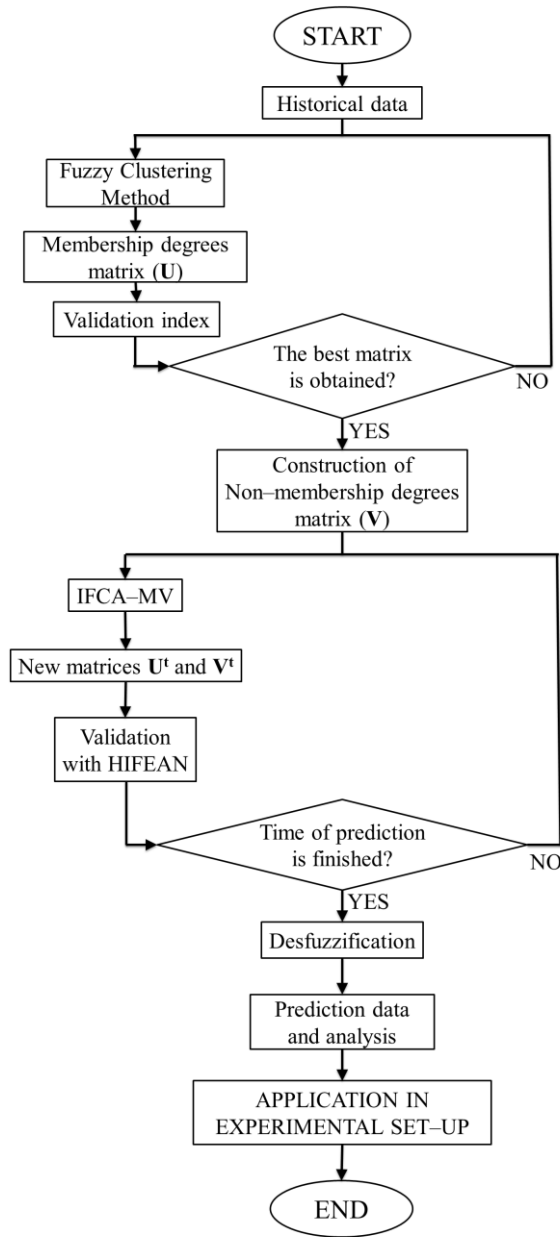 START
Historical data
Fuzzy Clustering
Method
Membership degrees
matrix (U)
Validation index
The best matrix
is obtained?
NO
YES
Construction of
Non–membership degrees
matrix (V)
IFCA–MV
New matrices Uᵗ and Vᵗ
Validation
with HIFEAN
Time of prediction
is finished?
NO
YES
Desfuzzification
Prediction data
and analysis
APPLICATION IN
EXPERIMENTAL SET–UP
END